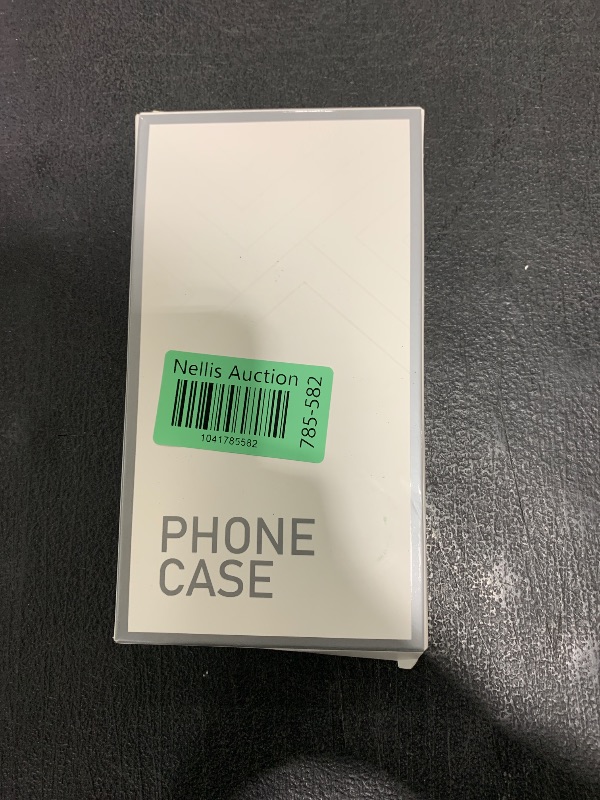 Nellis Auction
1041785582
785-582
PHONE
CASE